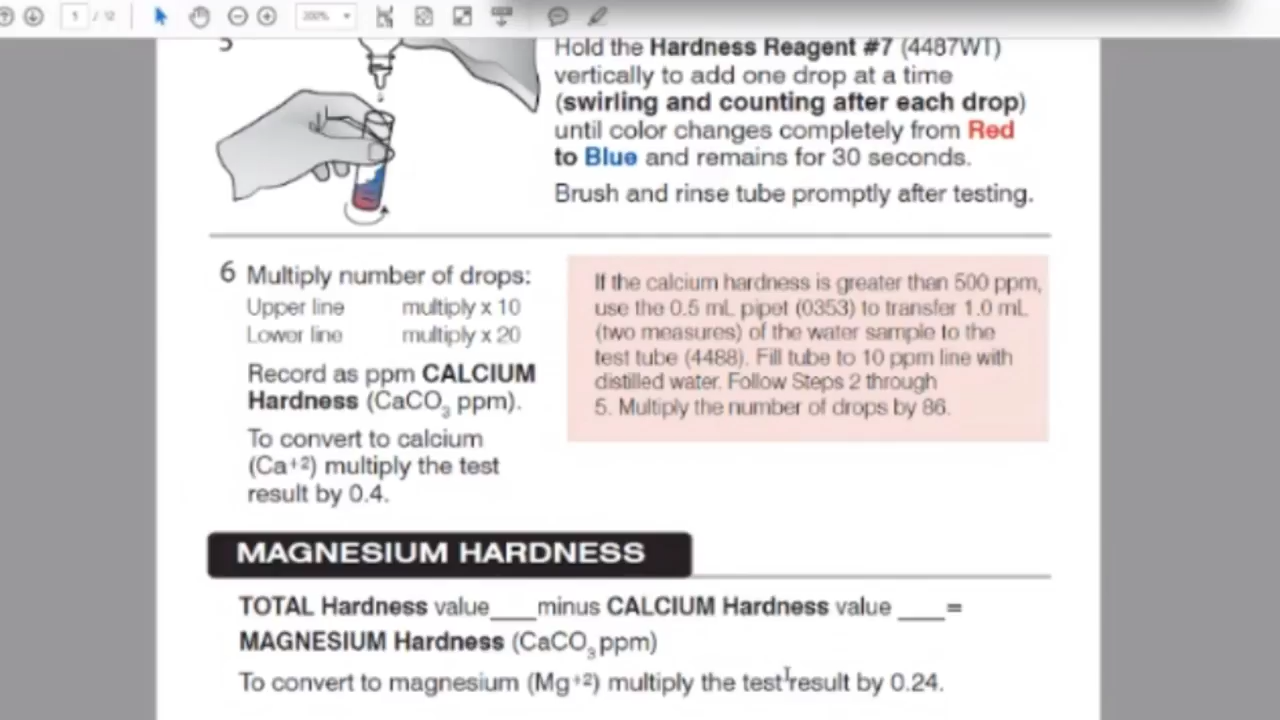 1 / 12
200%
5
Hold the Hardness Reagent #7 (4487WT)
vertically to add one drop at a time
(swirling and counting after each drop)
until color changes completely from Red
to Blue and remains for 30 seconds.
Brush and rinse tube promptly after testing.
6 Multiply number of drops:
Upper line multiply x 10
Lower line multiply x 20
Record as ppm CALCIUM
Hardness (CaCO3 ppm).
To convert to calcium
(Ca+2) multiply the test
result by 0.4.
If the calcium hardness is greater than 500 ppm,
use the 0.5 mL pipet (0353) to transfer 1.0 mL
(two measures) of the water sample to the
test tube (4488). Fill tube to 10 ppm line with
distilled water. Follow Steps 2 through
5. Multiply the number of drops by 86.
MAGNESIUM HARDNESS
TOTAL Hardness value____minus CALCIUM Hardness value ____=
MAGNESIUM Hardness (CaCO3 ppm)
To convert to magnesium (Mg+2) multiply the test result by 0.24.